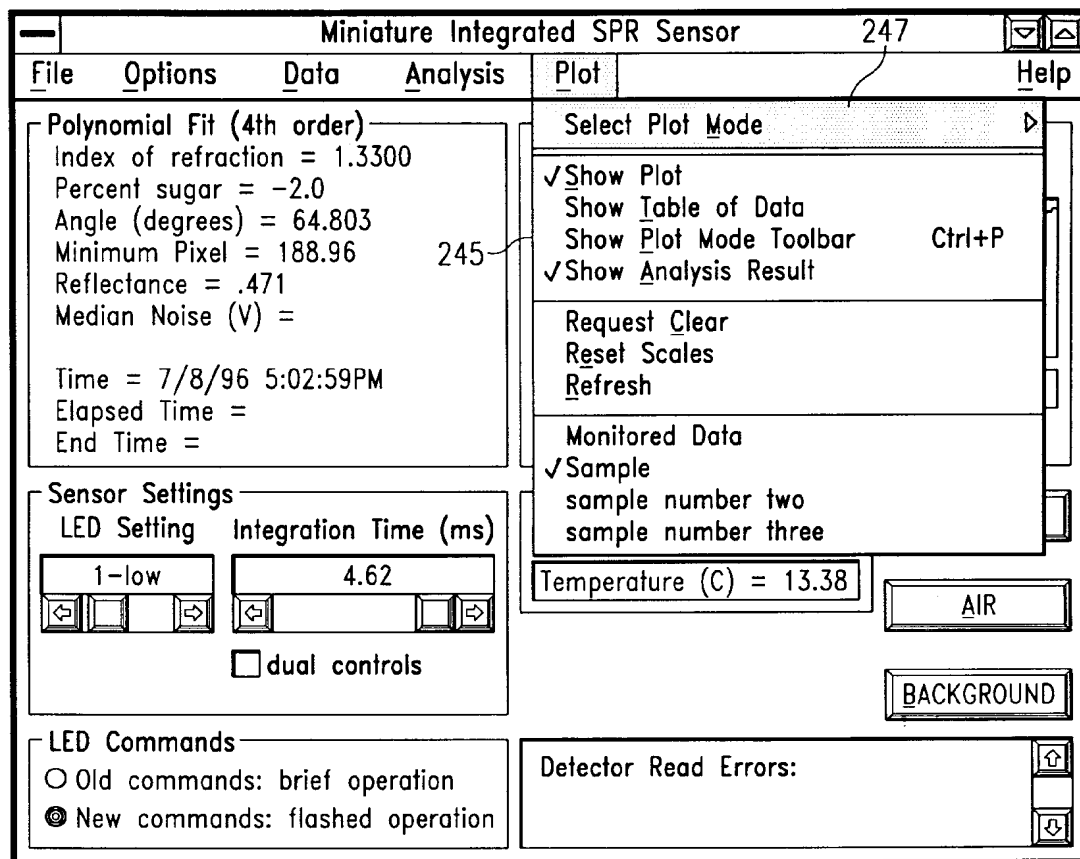 Miniature Integrated SPR Sensor
247
File Options Data Analysis Plot Help
Polynomial Fit (4th order)
Index of refraction = 1.3300
Percent sugar = -2.0
Angle (degrees) = 64.803
Minimum Pixel = 188.96
Reflectance = .471
Median Noise (V) =
Time = 7/8/96 5:02:59PM
Elapsed Time =
End Time =
245
Select Plot Mode
✓Show Plot
Show Table of Data
Show Plot Mode Toolbar Ctrl+P
✓Show Analysis Result
Request Clear
Reset Scales
Refresh
Monitored Data
✓Sample
sample number two
sample number three
Sensor Settings
LED Setting Integration Time (ms)
1-low 4.62
dual controls
Temperature (C) = 13.38
AIR
BACKGROUND
LED Commands
Old commands: brief operation
New commands: flashed operation
Detector Read Errors: